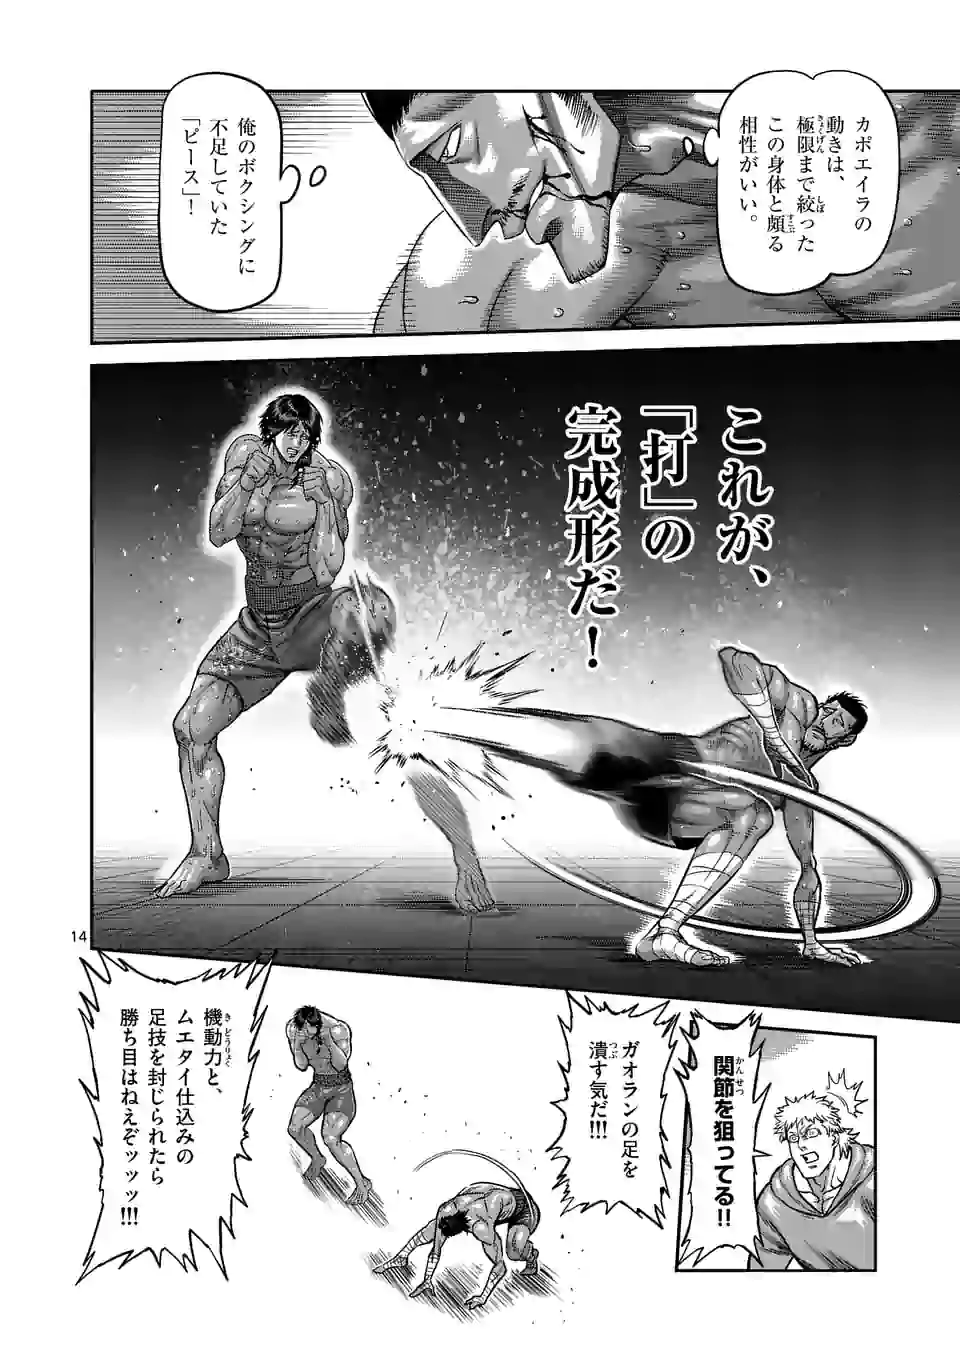 カポエイラの
動きは、
極限まで絞った
この身体と頗る
相性がいい。
俺のボクシングに
不足していた
「ピース」！
これが、
「打」の
完成形だ！
14
関節を狙ってる!!
ガオランの足を
潰す気だ!!!
機動力と、
ムエタイ仕込みの
足技を封じられたら
勝ち目はねえぞッッッ!!!